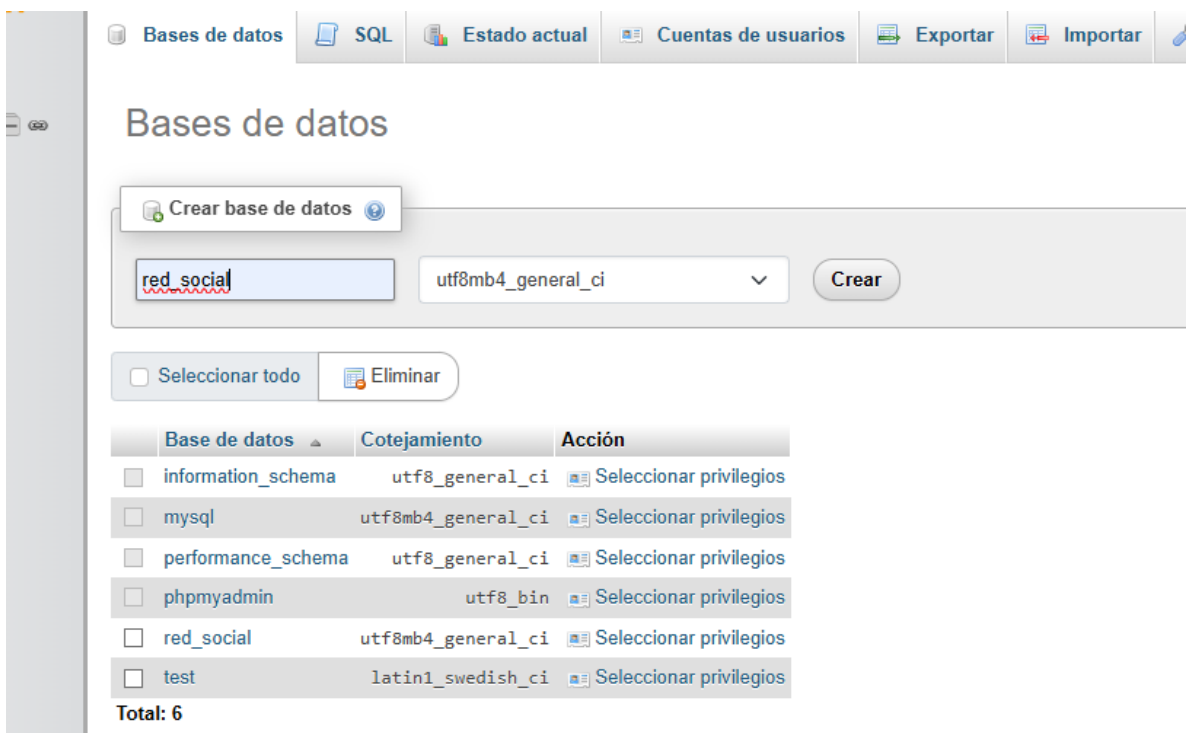 Bases de datos SQL Estado actual Cuentas de usuarios Exportar Importar
Bases de datos
Crear base de datos
red_social utf8mb4_general_ci Crear
Seleccionar todo Eliminar
Base de datos Cotejamiento Acción
information_schema utf8_general_ci Seleccionar privilegios
mysql utf8mb4_general_ci Seleccionar privilegios
performance_schema utf8_general_ci Seleccionar privilegios
phpmyadmin utf8_bin Seleccionar privilegios
red_social utf8mb4_general_ci Seleccionar privilegios
test latin1_swedish_ci Seleccionar privilegios
Total: 6